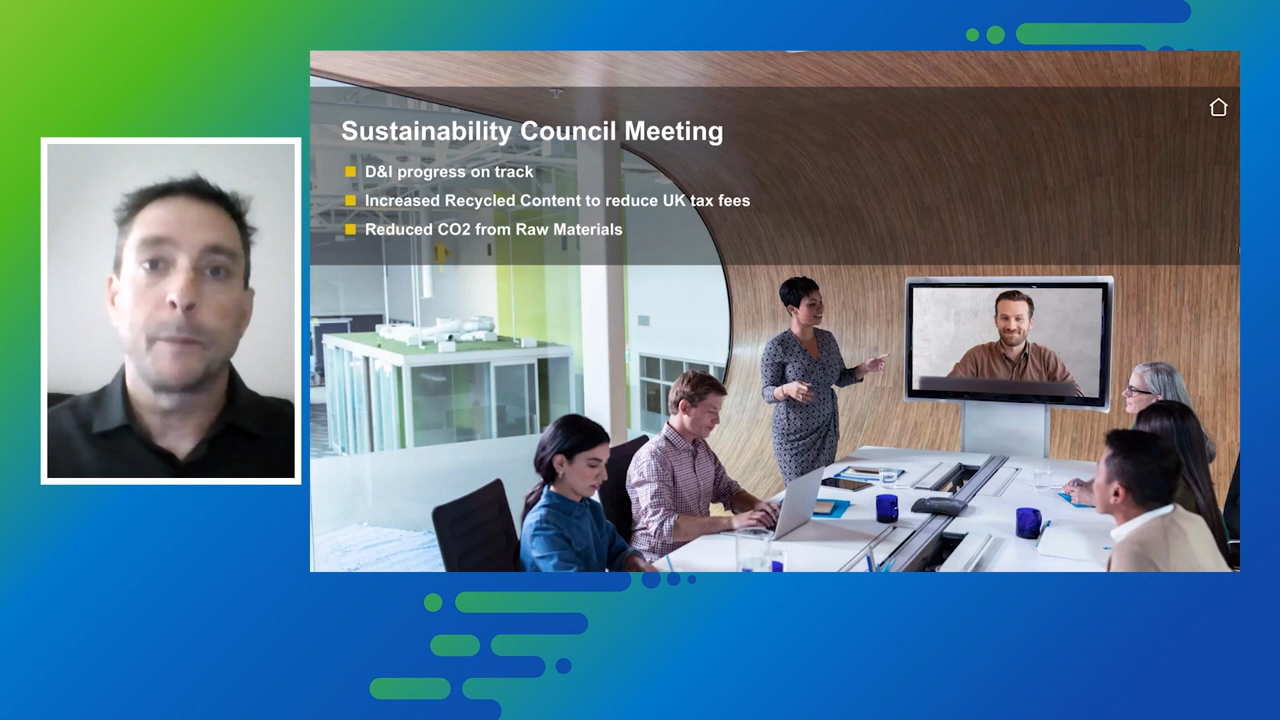 Sustainability Council Meeting
D&I progress on track
Increased Recycled Content to reduce UK tax fees
Reduced CO2 from Raw Materials